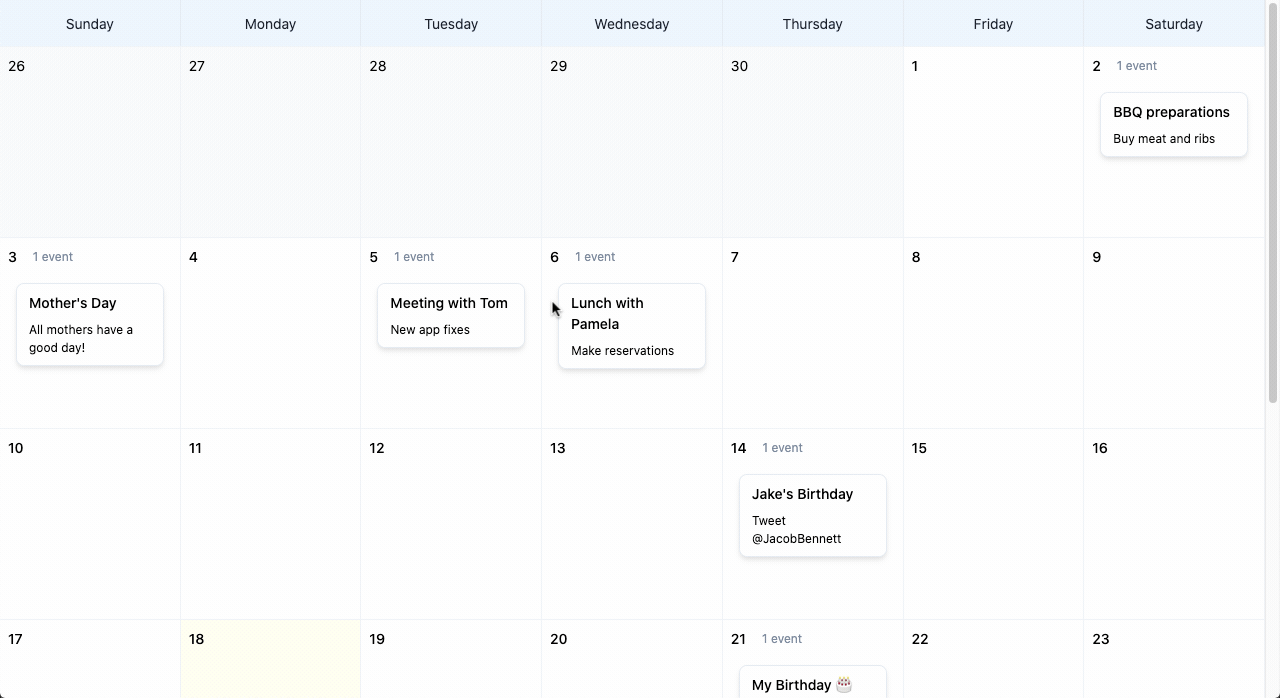 Sunday Monday Tuesday Wednesday Thursday Friday Saturday
26 27 28 29 30 1 2 1 event
BBQ preparations
Buy meat and ribs
3 1 event 4 5 1 event 6 1 event 7 8 9
Mother's Day
All mothers have a
good day!
Meeting with Tom
New app fixes
Lunch with
Pamela
Make reservations
10 11 12 13 14 1 event 15 16
Jake's Birthday
Tweet
@JacobBennett
17 18 19 20 21 1 event 22 23
My Birthday 🎂